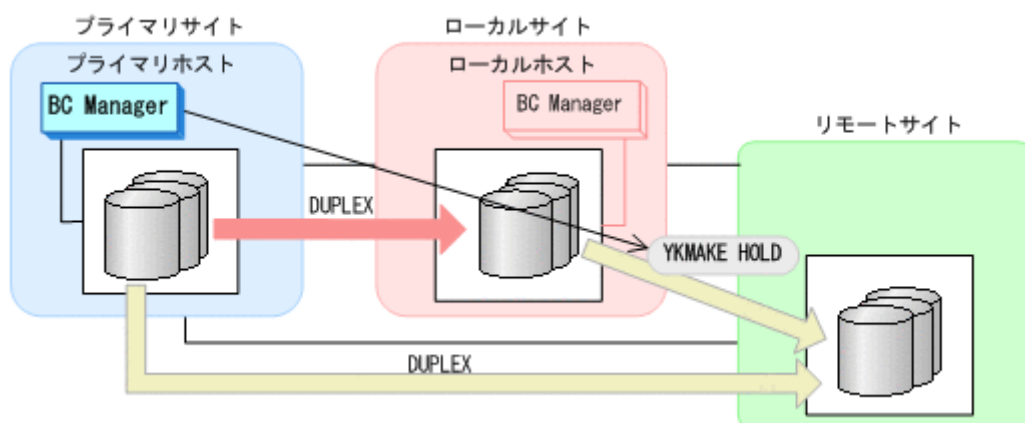 プライマリサイト
ローカルサイト
プライマリホスト
ローカルホスト
BC Manager
BC Manager
リモートサイト
DUPLEX
YKMAKE HOLD
DUPLEX